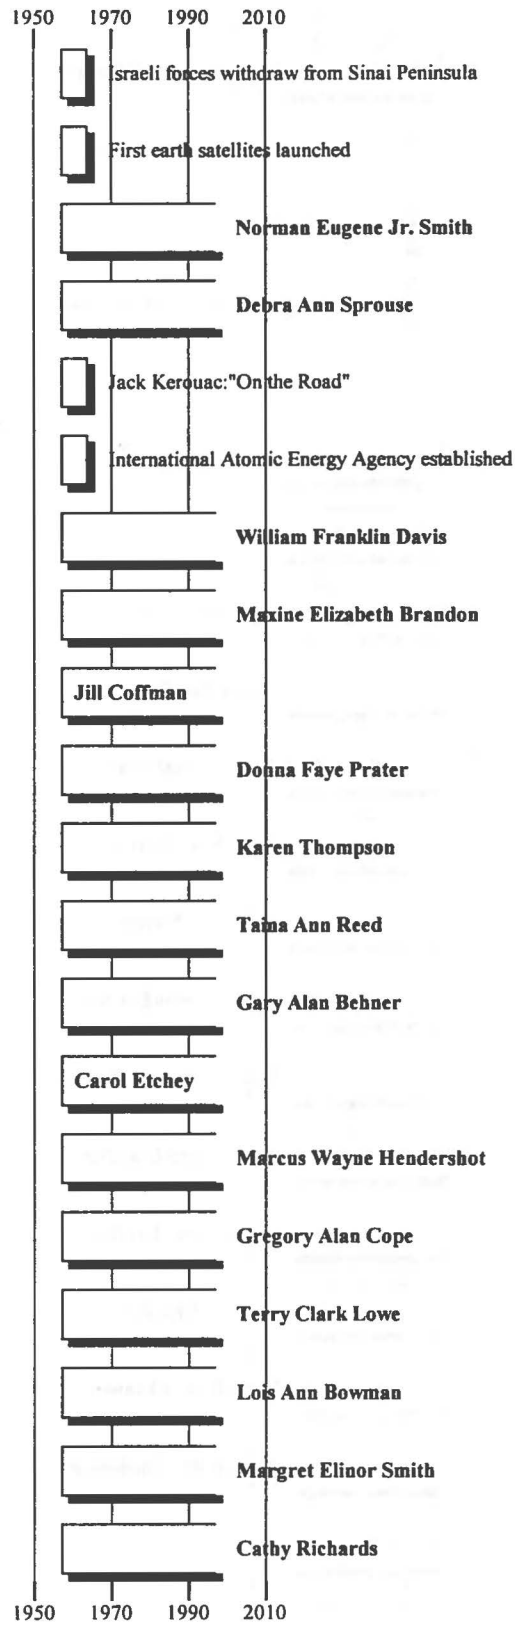 1950 1970 1990 2010
Israeli forces withdraw from Sinai Peninsula
First earth satellites launched
Norman Eugene Jr. Smith
Debra Ann Sprouse
Jack Kerouac:"On the Road"
International Atomic Energy Agency established
William Franklin Davis
Maxine Elizabeth Brandon
Jill Coffman
Donna Faye Prater
Karen Thompson
Taina Ann Reed
Gary Alan Behner
Carol Etchey
Marcus Wayne Hendershot
Gregory Alan Cope
Terry Clark Lowe
Lois Ann Bowman
Margret Elinor Smith
Cathy Richards
1950 1970 1990 2010